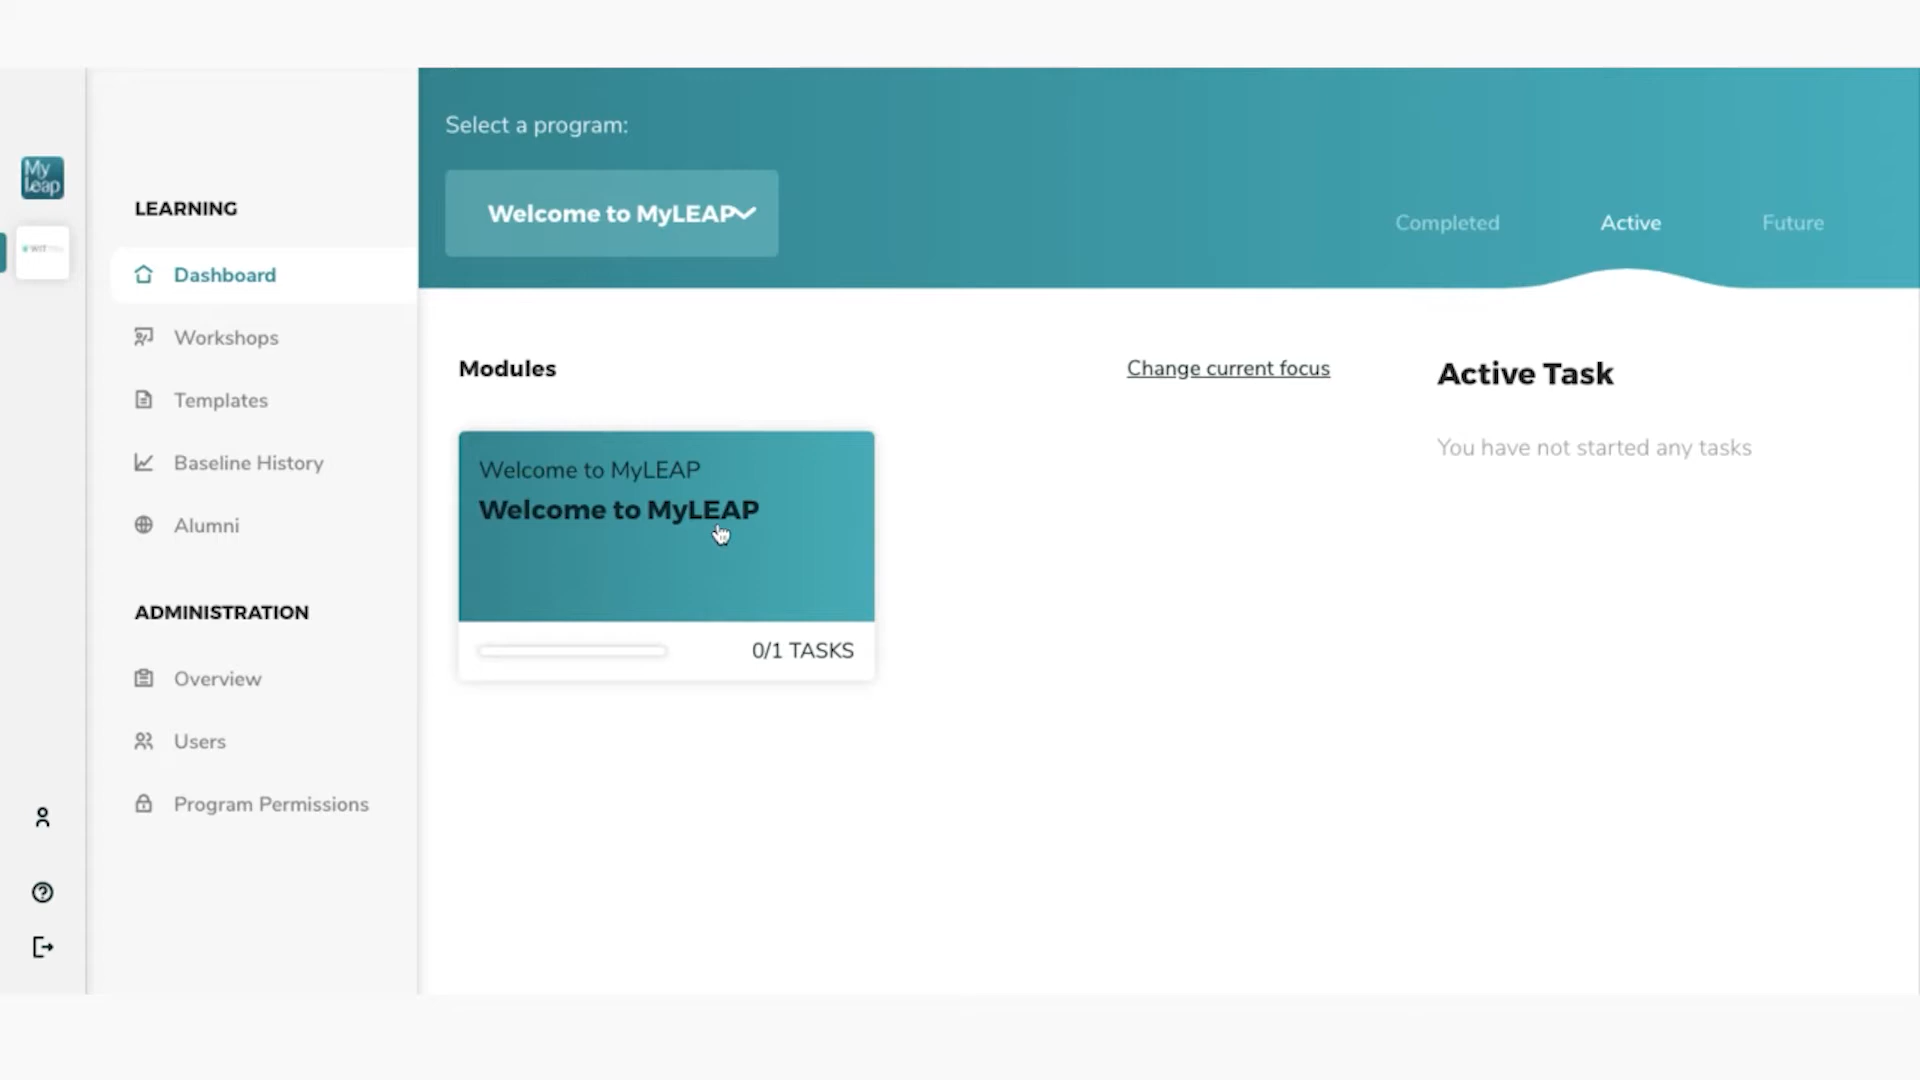 My
Leap
LEARNING
Dashboard
Workshops
Templates
Baseline History
Alumni
ADMINISTRATION
Overview
Users
Program Permissions
Select a program:
Welcome to MyLEAP
Completed
Active
Future
Modules
Change current focus
Welcome to MyLEAP
Welcome to MyLEAP
0/1 TASKS
Active Task
You have not started any tasks